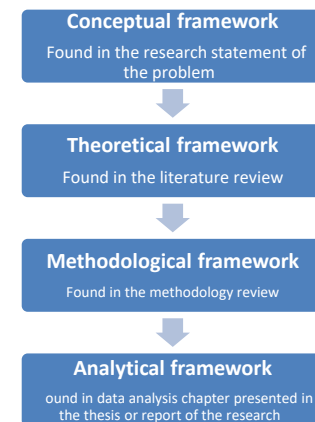 Conceptual framework
Found in the research statement of
the problem
Theoretical framework
Found in the literature review
Methodological framework
Found in the methodology review
Analytical framework
ound in data analysis chapter presented in
the thesis or report of the research